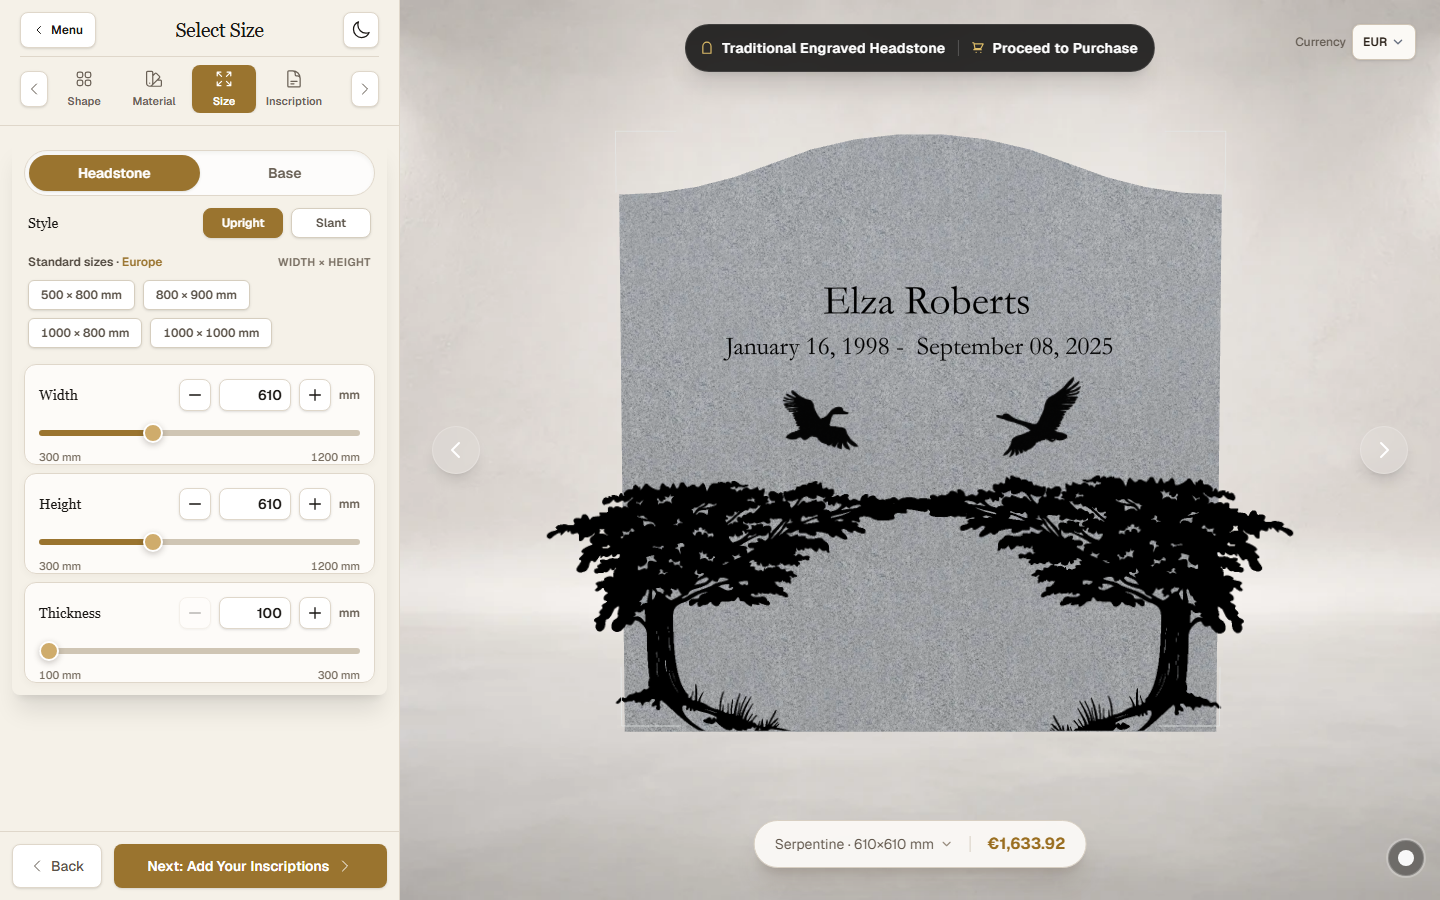 Menu
Select Size
Shape
Material
Size
Inscription
Headstone
Base
Style
Upright
Slant
Standard sizes · Europe
WIDTH × HEIGHT
500 × 800 mm
800 × 900 mm
1000 × 800 mm
1000 × 1000 mm
Width
610
mm
300 mm
1200 mm
Height
610
mm
300 mm
1200 mm
Thickness
100
mm
100 mm
300 mm
Back
Next: Add Your Inscriptions
Traditional Engraved Headstone
Proceed to Purchase
Currency
EUR
Elza Roberts
January 16, 1998 - September 08, 2025
Serpentine · 610×610 mm
€1,633.92